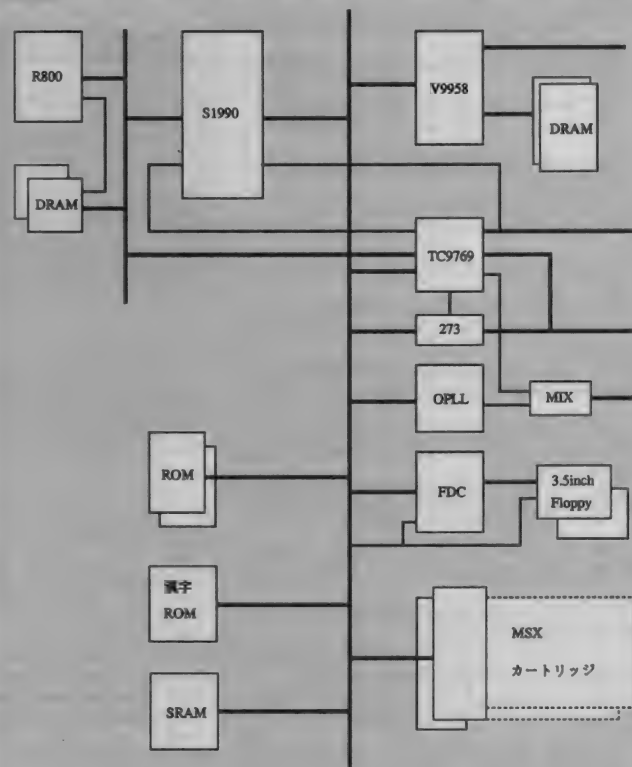 R800
S1990
V9958
DRAM
DRAM
TC9769
273
OPLL
MIX
ROM
FDC
3.5inch
Floppy
漢字
ROM
MSX
カートリッジ
SRAM